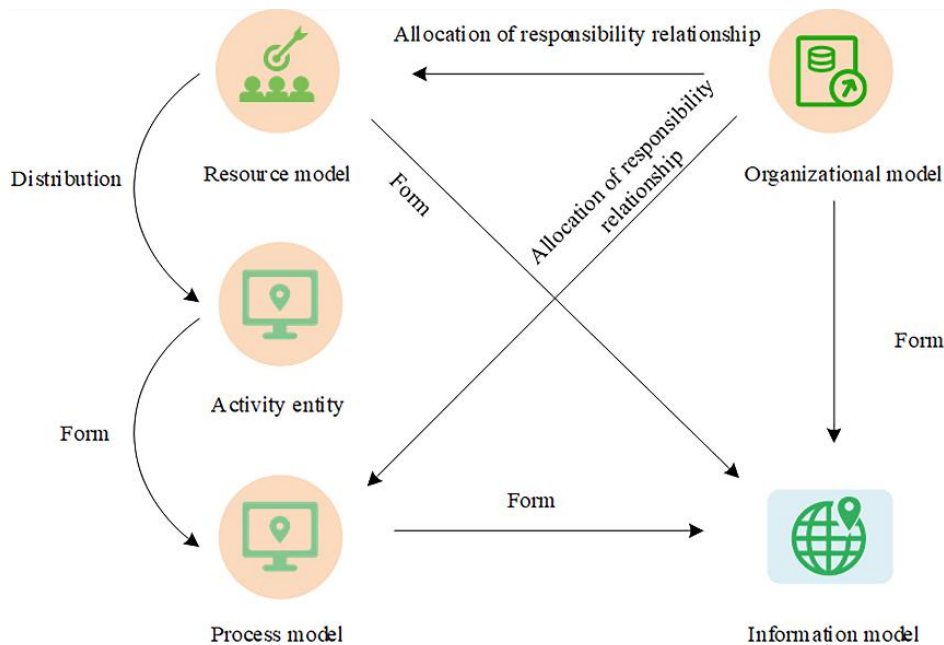 Allocation of responsibility relationship
Resource model
Organizational model
Distribution
Form
Allocation of responsibility
relationship
Form
Activity entity
Form
Form
Process model
Information model